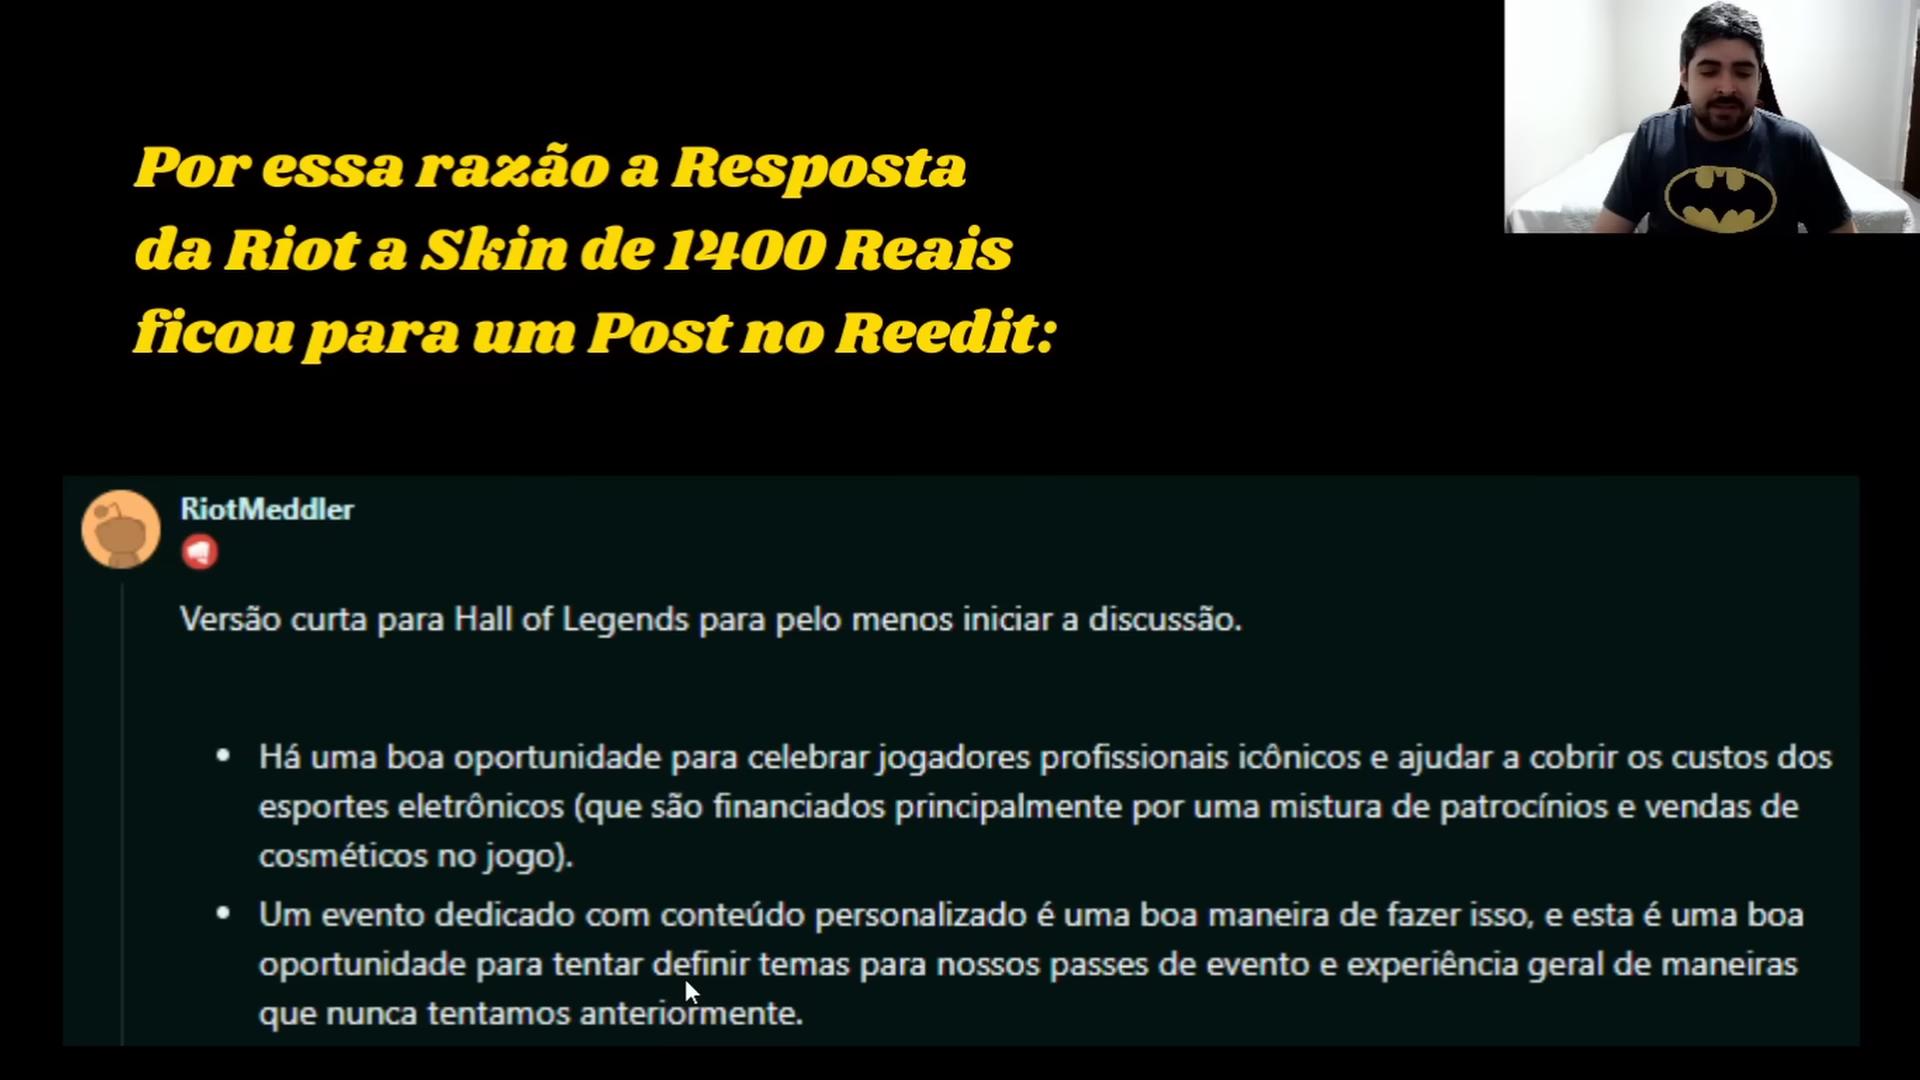 Por essa razão a Resposta
da Riot a Skin de 1400 Reais
ficou para um Post no Reedit:
RiotMeddler
Versão curta para Hall of Legends para pelo menos iniciar a discussão.
• Há uma boa oportunidade para celebrar jogadores profissionais icônicos e ajudar a cobrir os custos dos
esportes eletrônicos (que são financiados principalmente por uma mistura de patrocínios e vendas de
cosméticos no jogo).
• Um evento dedicado com conteúdo personalizado é uma boa maneira de fazer isso, e esta é uma boa
oportunidade para tentar definir temas para nossos passes de evento e experiência geral de maneiras
que nunca tentamos anteriormente.